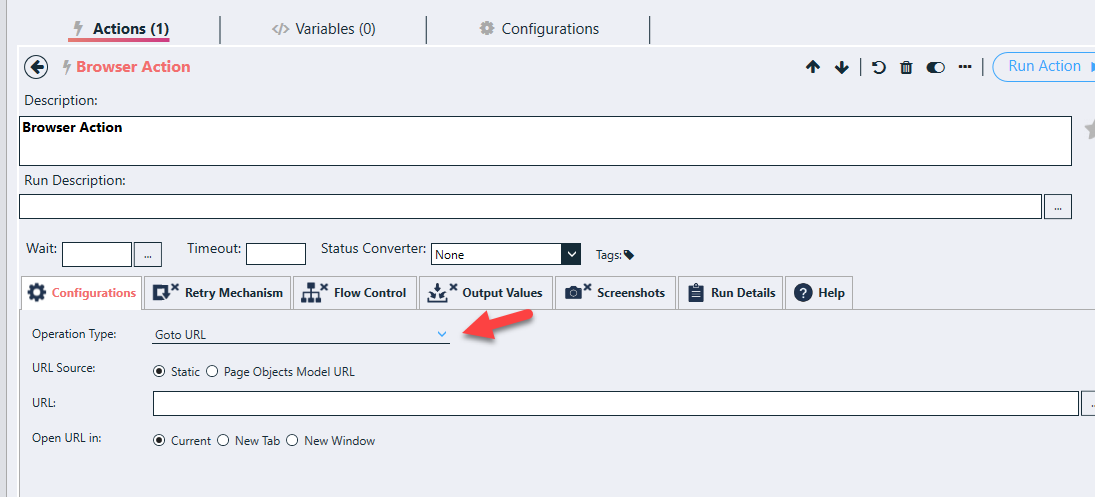 Actions (1) Variables (0) Configurations
Browser Action Run Action
Description:
Browser Action
Run Description:
...
Wait: ... Timeout: Status Converter: None Tags:
Configurations Retry Mechanism Flow Control Output Values Screenshots Run Details Help
Operation Type: Goto URL
URL Source: Static Page Objects Model URL
URL: ..
Open URL in: Current New Tab New Window